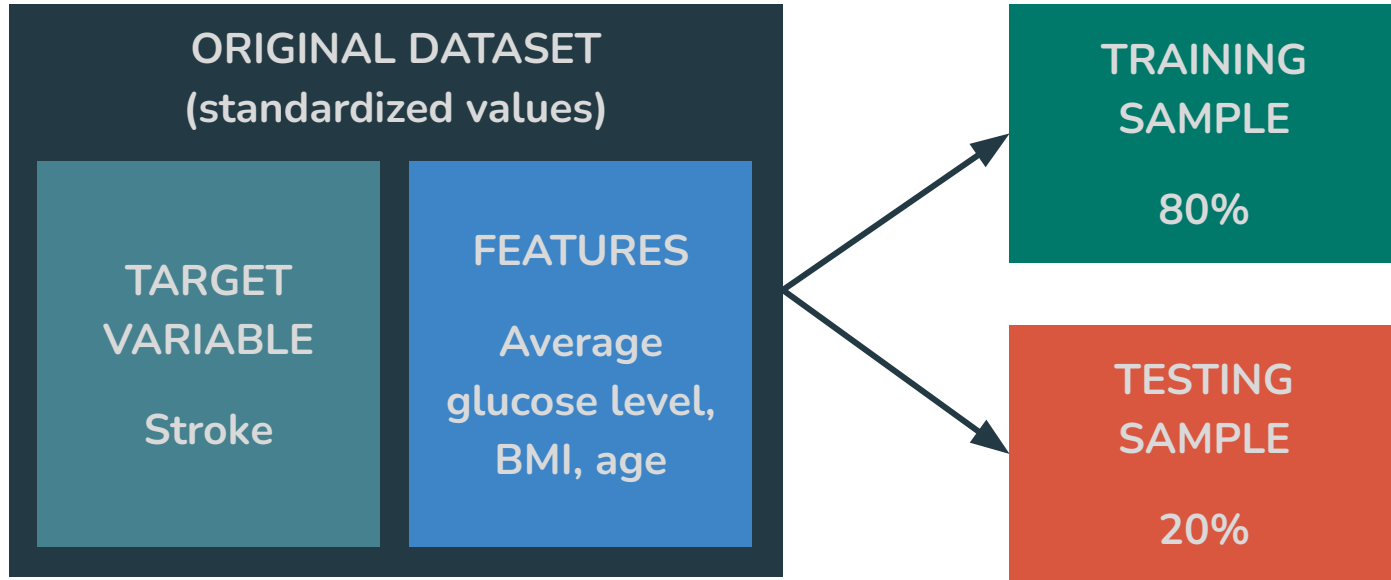 ORIGINAL DATASET
(standardized values)
TARGET
VARIABLE
Stroke
FEATURES
Average
glucose level,
BMI, age
TRAINING
SAMPLE
80%
TESTING
SAMPLE
20%